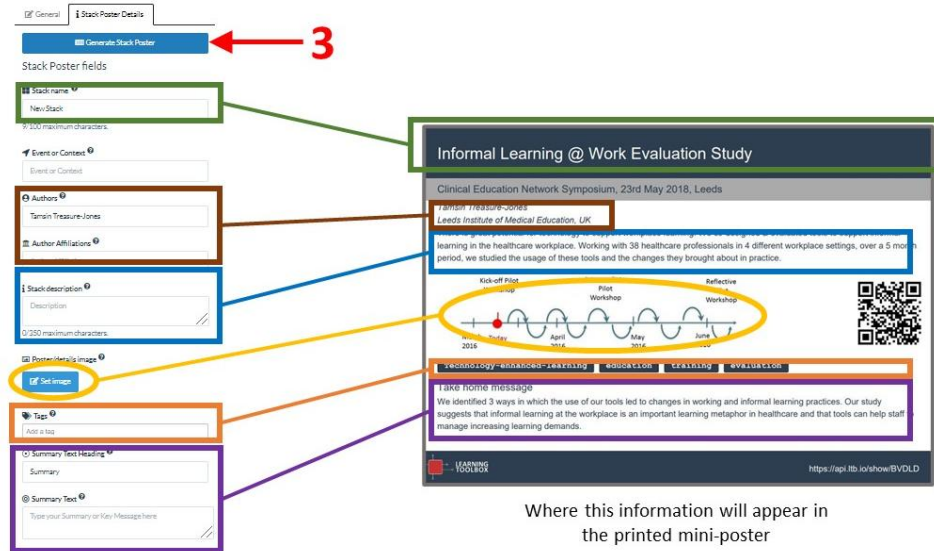 General
Stack Poster Details
Generate Stack Poster
3
Stack Poster fields
Stack name
New Stack
9/100 maximum characters.
Event or Context
Event or Context
Authors
Tamsin Treasure-Jones
Author Affiliations
Stack description
Description
0/350 maximum characters.
Poster/details image
Set image
Tags
Add a tag
Summary Text Heading
Summary
Summary Text
Type your Summary or Key Message here
Informal Learning @ Work Evaluation Study
Clinical Education Network Symposium, 23rd May 2018, Leeds
Tamsin Treasure-Jones
Leeds Institute of Medical Education, UK
learning in the healthcare workplace. Working with 38 healthcare professionals in 4 different workplace settings, over a 5 month
period, we studied the usage of these tools and the changes they brought about in practice.
Kick-off Pilot
Workshop
Pilot
Workshop
Reflective
Workshop
2016
Today
April
2016
May
2016
June
technology-enhanced-learning education training evaluation
Take home message
We identified 3 ways in which the use of our tools led to changes in working and informal learning practices. Our study
suggests that informal learning at the workplace is an important learning metaphor in healthcare and that tools can help staff
manage increasing learning demands.
LEARNING
TOOLBOX
https://api.ltb.io/show/BVDLD
Where this information will appear in
the printed mini-poster